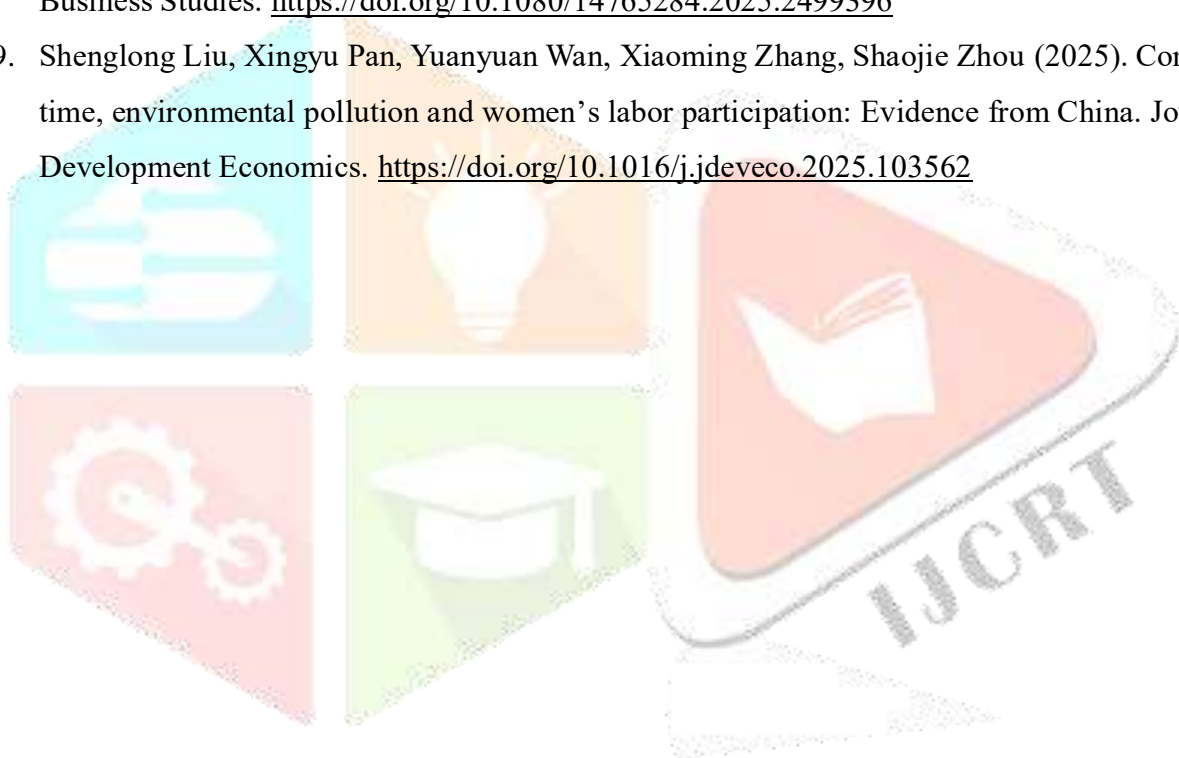 Business Studies. https://doi.org/10.1080/14765284.2025.2499396
9. Shenglong Liu, Xingyu Pan, Yuanyuan Wan, Xiaoming Zhang, Shaojie Zhou (2025). Co
time, environmental pollution and women’s labor participation: Evidence from China. Jo
Development Economics. https://doi.org/10.1016/j.jdeveco.2025.103562
IJCRT